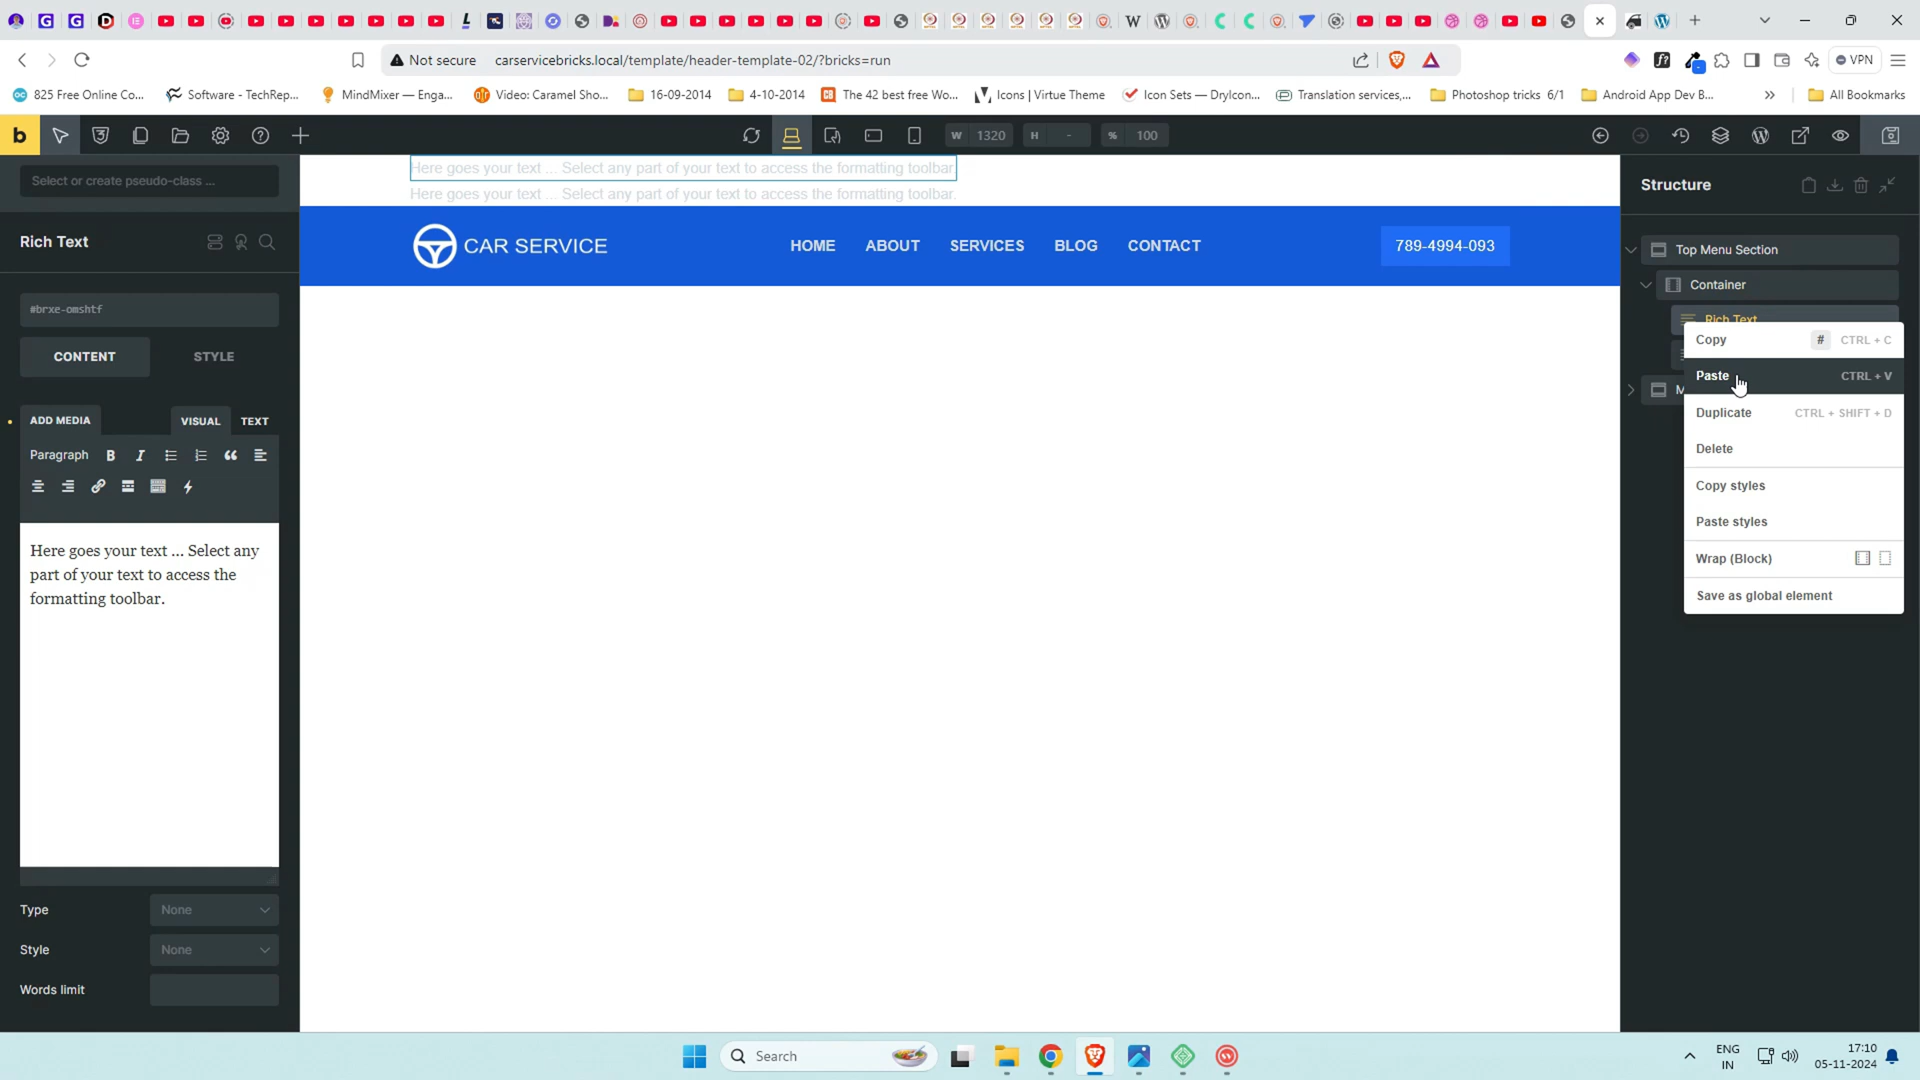 Not secure carservicebricks.local/template/header-template-02/?bricks=run
VPN
825 Free Online Co...
Software - TechRep...
MindMixer — Enga...
Video: Caramel Sho...
16-09-2014
4-10-2014
The 42 best free Wo...
Icons | Virtue Theme
Icon Sets — DryIcon...
Translation services,...
Photoshop tricks 6/1
Android App Dev B...
All Bookmarks
b
W 1320
H -
% 100
Select or create pseudo-class ...
Rich Text
#brxe-omshtf
CONTENT STYLE
ADD MEDIA VISUAL TEXT
Paragraph B I
Here goes your text ... Select any
part of your text to access the
formatting toolbar.
Type None
Style None
Words limit
Here goes your text ... Select any part of your text to access the formatting toolbar.
Here goes your text ... Select any part of your text to access the formatting toolbar.
CAR SERVICE HOME ABOUT SERVICES BLOG CONTACT 789-4994-093
Structure
Top Menu Section
Container
Rich Text
M
Copy # CTRL + C
Paste CTRL + V
Duplicate CTRL + SHIFT + D
Delete
Copy styles
Paste styles
Wrap (Block)
Save as global element
Search
ENG
IN
17:10
05-11-2024